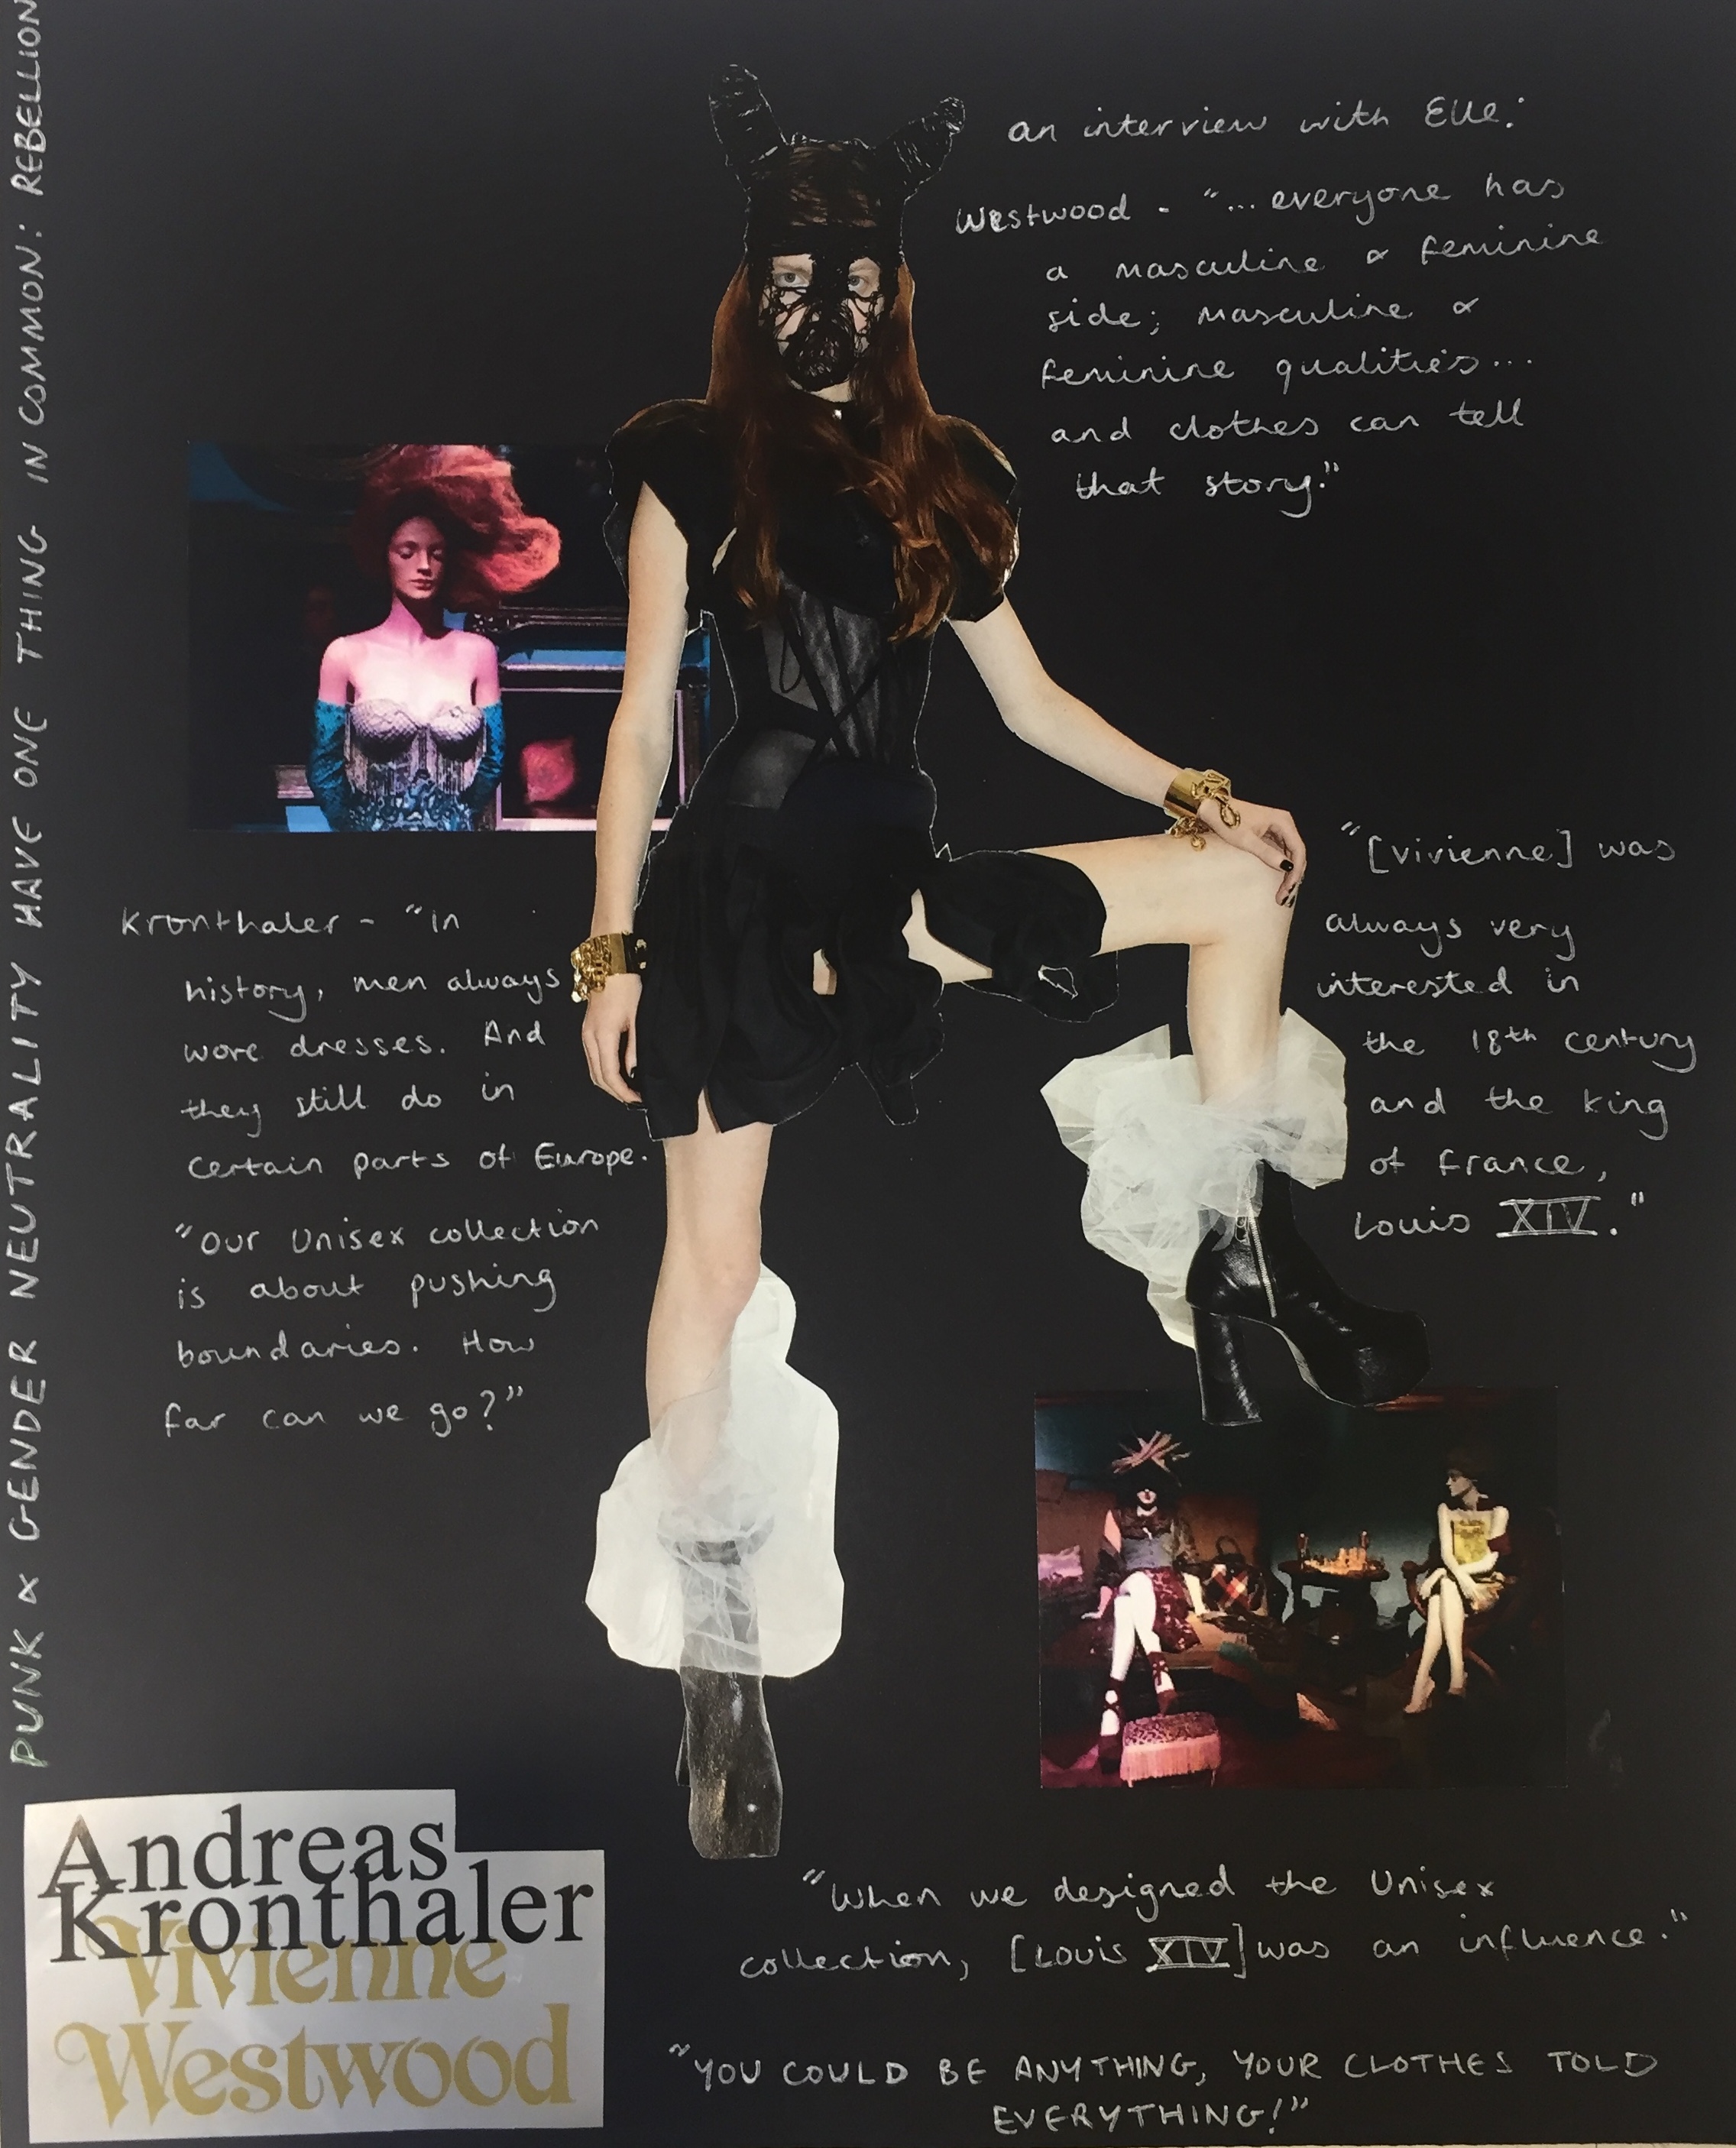 PUNK & GENDER NEUTRALITY HAVE ONE THING IN COMMON: REBELLION
an interview with Elle:
Westwood - "... everyone has
a masculine & feminine
side; masculine &
feminine qualities...
and clothes can tell
that story."
Kronthaler - "In
history, men always
wore dresses. And
they still do in
certain parts of Europe.
"Our Unisex collection
is about pushing
boundaries. How
far can we go?"
"[Vivienne] was
always very
interested in
the 18th century
and the king
of France,
Louis XIV."
Andreas
Kronthaler
Vivienne
Westwood
"When we designed the Unisex
collection, [Louis XIV] was an influence."
"YOU COULD BE ANYTHING, YOUR CLOTHES TOLD
EVERYTHING!"